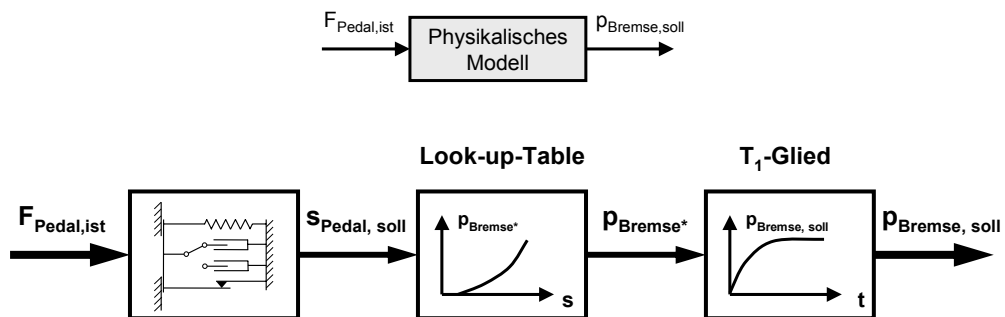 F_Pedal,ist
Physikalisches
Modell
p_Bremse,soll
Look-up-Table
T_1-Glied
F_Pedal,ist
s_Pedal, soll
p_Bremse*
s
p_Bremse*
p_Bremse, soll
t
p_Bremse, soll